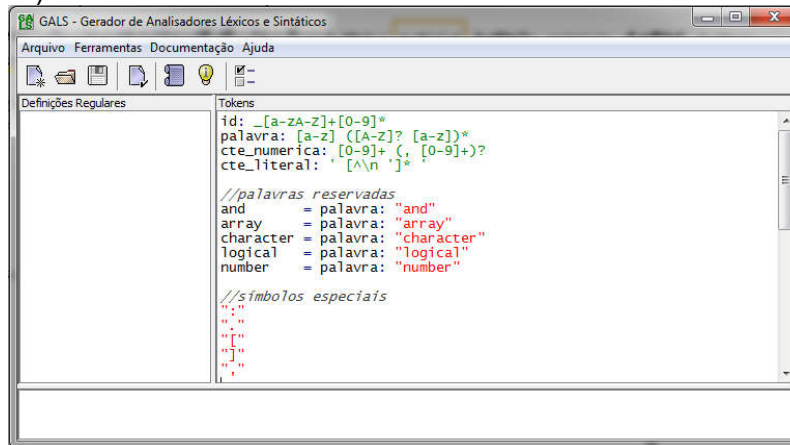 GALS - Gerador de Analisadores Léxicos e Sintáticos
Arquivo Ferramentas Documentação Ajuda
Definições Regulares
Tokens
id: _[a-zA-Z]+[0-9]*
palavra: [a-z] ([A-Z]? [a-z])*
cte_numerica: [0-9]+ (, [0-9]+)?
cte_literal: ' [^\n ']* '
//palavras reservadas
and = palavra: "and"
array = palavra: "array"
character = palavra: "character"
logical = palavra: "logical"
number = palavra: "number"
//símbolos especiais
":"
"."
"["
"]"
","